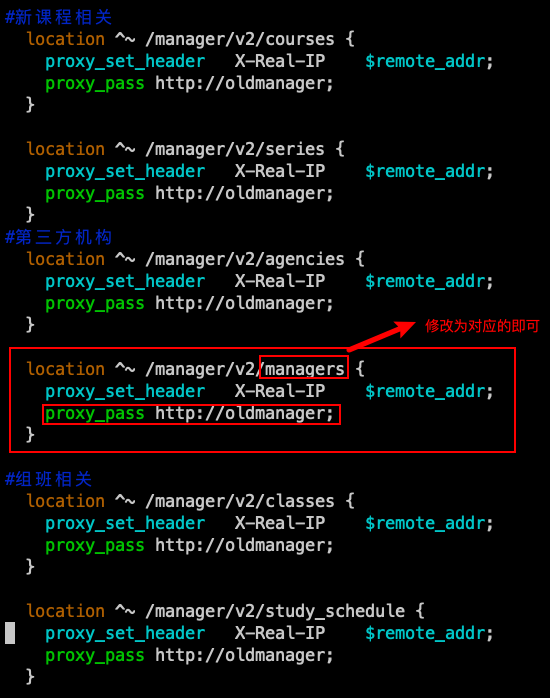 #新课程相关
location ^~ /manager/v2/courses {
proxy_set_header X-Real-IP $remote_addr;
proxy_pass http://oldmanager;
}
location ^~ /manager/v2/series {
proxy_set_header X-Real-IP $remote_addr;
proxy_pass http://oldmanager;
}
#第三方机构
location ^~ /manager/v2/agencies {
proxy_set_header X-Real-IP $remote_addr;
proxy_pass http://oldmanager;
}
修改为对应的即可
location ^~ /manager/v2/managers {
proxy_set_header X-Real-IP $remote_addr;
proxy_pass http://oldmanager;
}
#组班相关
location ^~ /manager/v2/classes {
proxy_set_header X-Real-IP $remote_addr;
proxy_pass http://oldmanager;
}
location ^~ /manager/v2/study_schedule {
proxy_set_header X-Real-IP $remote_addr;
proxy_pass http://oldmanager;
}